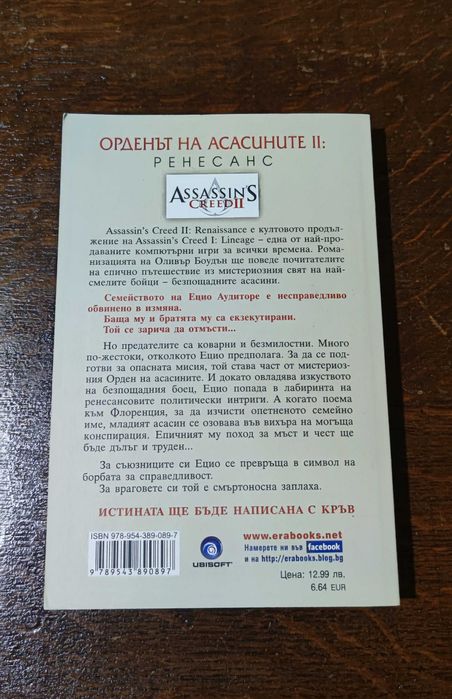 ОРДЕНЪТ НА АСАСИНИТЕ II:
РЕНЕСАНС
ASSASSIN'S
CREED II
Assassin's Creed II: Renaissance е култовото продъл-
жение на Assassin's Creed I: Lineage – една от най-про-
даваните компютърни игри за всички времена. Рома-
низацията на Оливър Боудън ще поведе почитателите
на епично пътешествие из мистериозния свят на най-
смелите бойци – безпощадните асасини.
Семейството на Ецио Аудиторе е несправедливо
обвинено в измяна.
Баща му и братята му са екзекутирани.
Той се зарича да отмъсти...
Но предателите са коварни и безмилостни. Много
по-жестоки, отколкото Ецио предполага. За да се под-
готви за опасната мисия, той става част от мистериоз-
ния Орден на асасините. И докато овладява изкуството
на безпощадния боец, Ецио попада в лабиринта на
ренесансовите политически интриги. А когато поема
към Флоренция, за да изчисти опетненото семейно
име, младият асасин се озовава във вихъра на могъща
конспирация. Епичният му поход за мъст и чест ще
бъде дълъг и труден...
За съюзниците си Ецио се превръща в символ на
борбата за справедливост.
За враговете си той е смъртоносна заплаха.
ИСТИНАТА ЩЕ БЪДЕ НАПИСАНА С КРЪВ
ISBN 978-954-389-089-7
9 789543 890897
UBISOFT
www.erabooks.net
Намерете ни във facebook
и на http://erabooks.blog.bg
Цена: 12.99 лв.
6.64 EUR